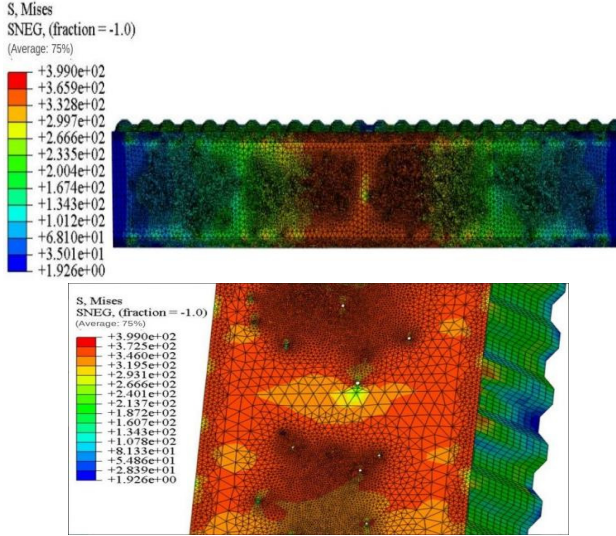 S, Mises
SNEG, (fraction = -1.0)
(Average: 75%)
+3.990e+02
+3.659e+02
+3.328e+02
+2.997e+02
+2.666e+02
+2.335e+02
+2.004e+02
+1.674e+02
+1.343e+02
+1.012e+02
+6.810e+01
+3.501e+01
+1.926e+00
S, Mises
SNEG, (fraction = -1.0)
(Average: 75%)
+3.990e+02
+3.725e+02
+3.460e+02
+3.195e+02
+2.931e+02
+2.666e+02
+2.401e+02
+2.137e+02
+1.872e+02
+1.607e+02
+1.343e+02
+1.078e+02
+8.133e+01
+5.486e+01
+2.839e+01
+1.926e+00